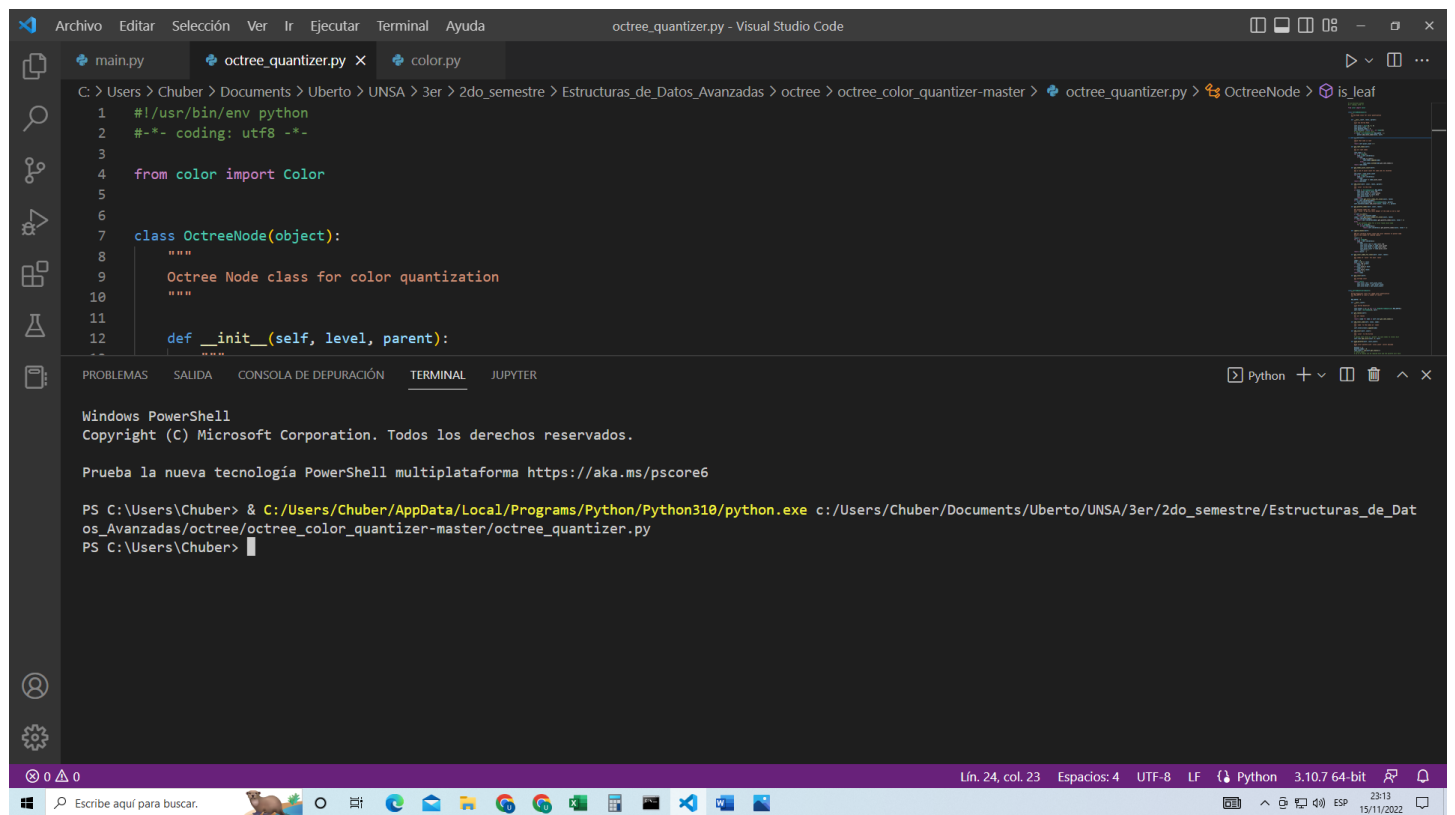 Archivo Editar Selección Ver Ir Ejecutar Terminal Ayuda octree_quantizer.py - Visual Studio Code
main.py octree_quantizer.py color.py
C: > Users > Chuber > Documents > Uberto > UNSA > 3er > 2do_semestre > Estructuras_de_Datos_Avanzadas > octree > octree_color_quantizer-master > octree_quantizer.py > OctreeNode > is_leaf
1 #!/usr/bin/env python
2 #-*- coding: utf8 -*-
3
4 from color import Color
5
6
7 class OctreeNode(object):
8 """
9 Octree Node class for color quantization
10 """
11
12 def __init__(self, level, parent):
PROBLEMAS SALIDA CONSOLA DE DEPURACIÓN TERMINAL JUPYTER Python
Windows PowerShell
Copyright (C) Microsoft Corporation. Todos los derechos reservados.
Prueba la nueva tecnología PowerShell multiplataforma https://aka.ms/pscore6
PS C:\Users\Chuber> & C:/Users/Chuber/AppData/Local/Programs/Python/Python310/python.exe c:/Users/Chuber/Documents/Uberto/UNSA/3er/2do_semestre/Estructuras_de_Dat
os_Avanzadas/octree/octree_color_quantizer-master/octree_quantizer.py
PS C:\Users\Chuber>
0 0 Lín. 24, col. 23 Espacios: 4 UTF-8 LF Python 3.10.7 64-bit
Escribe aquí para buscar. ESP 23:13
15/11/2022